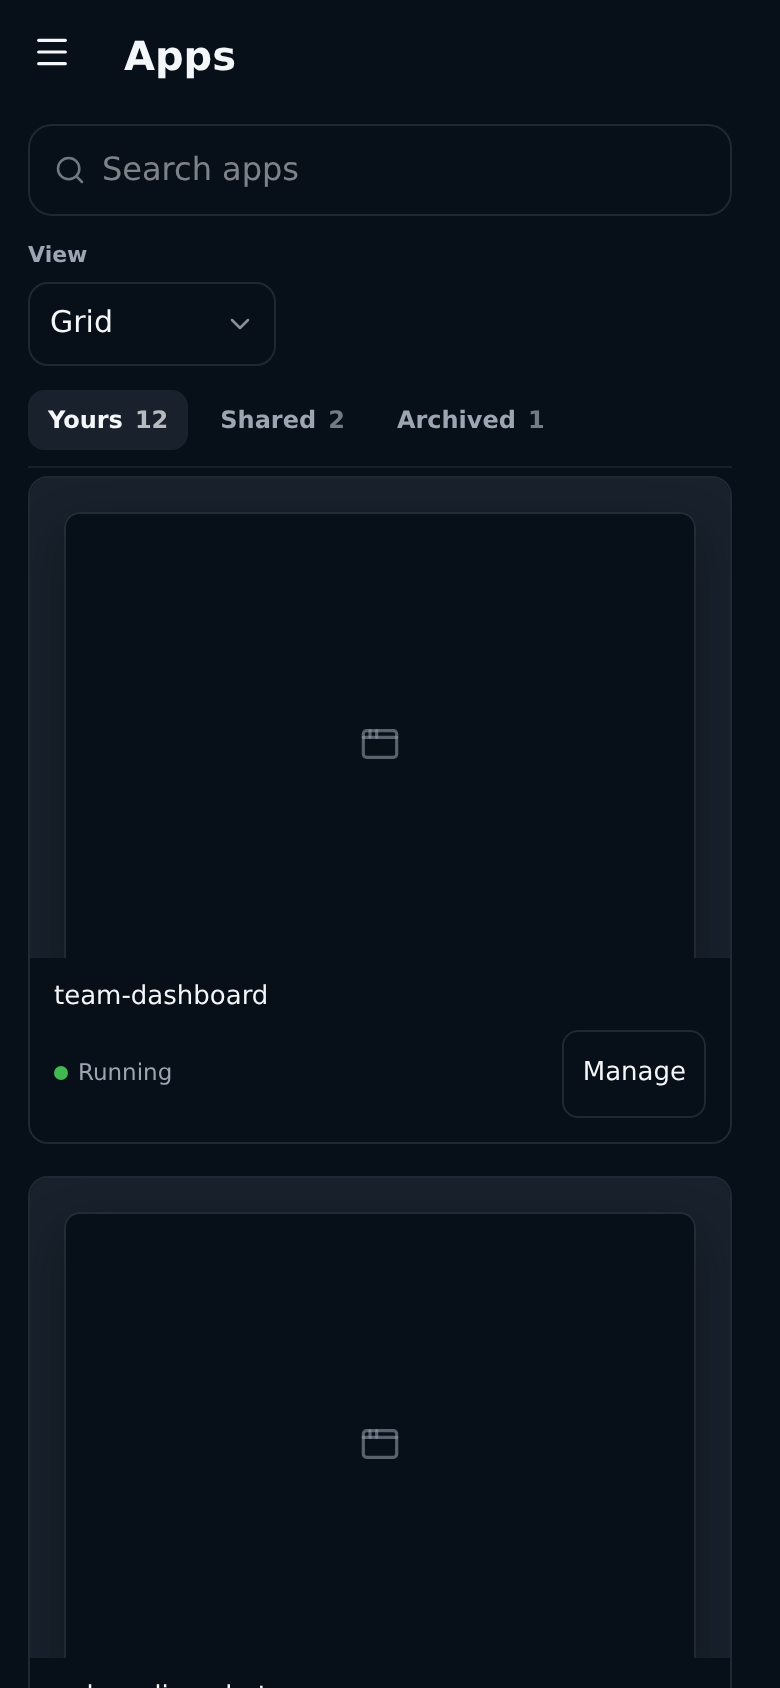 Apps
Search apps
View
Grid
Yours 12 Shared 2 Archived 1
team-dashboard
Running
Manage